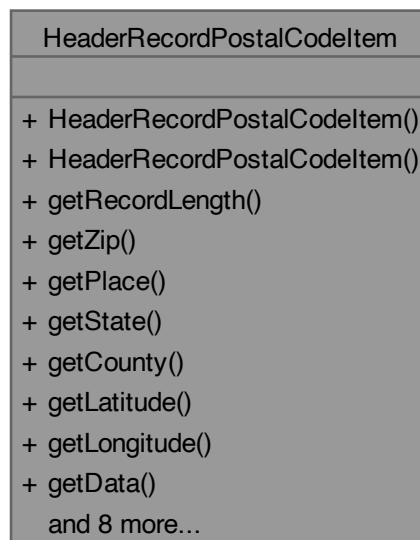 HeaderRecordPostalCodeItem
+ HeaderRecordPostalCodeItem()
+ HeaderRecordPostalCodeItem()
+ getRecordLength()
+ getZip()
+ getPlace()
+ getState()
+ getCounty()
+ getLatitude()
+ getLongitude()
+ getData()
and 8 more...